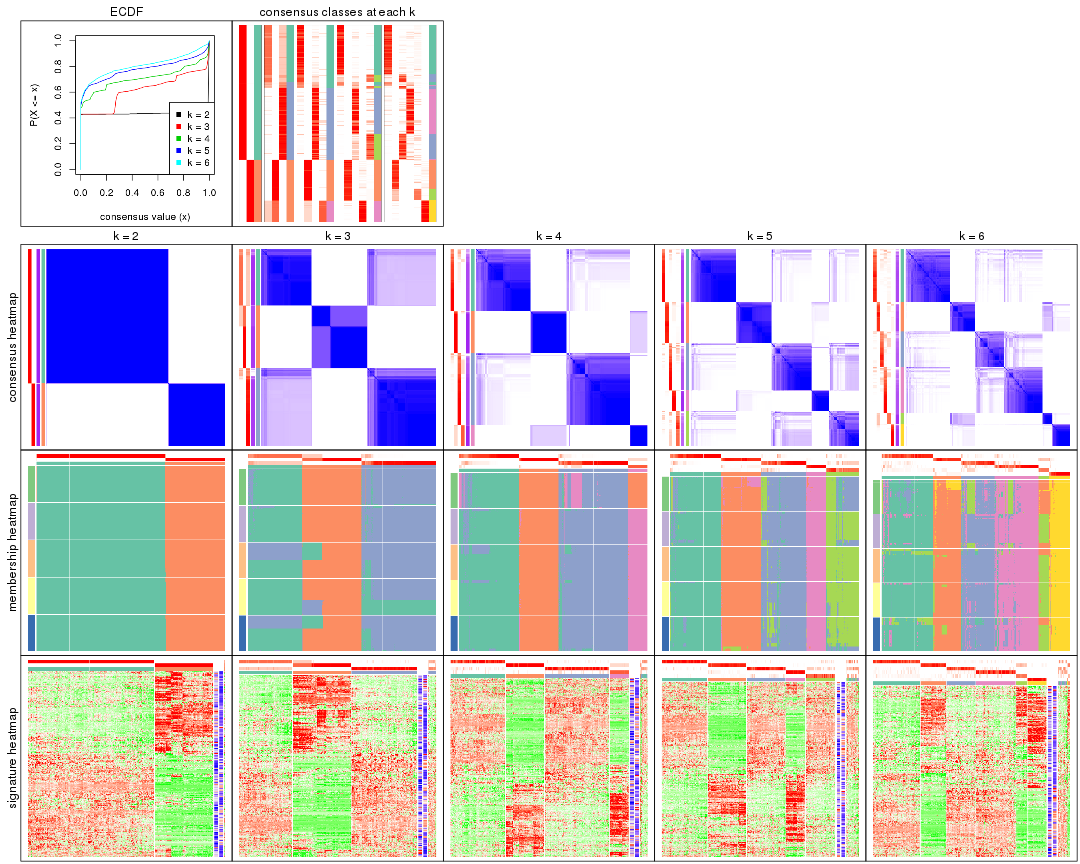 ECDF
consensus classes at each k
P(X <= x)
0.0 0.2 0.4 0.6 0.8 1.0
k = 2
k = 3
k = 4
k = 5
k = 6
0.0 0.2 0.4 0.6 0.8 1.0
consensus value (x)
k = 2
k = 3
k = 4
k = 5
k = 6
consensus heatmap
membership heatmap
signature heatmap